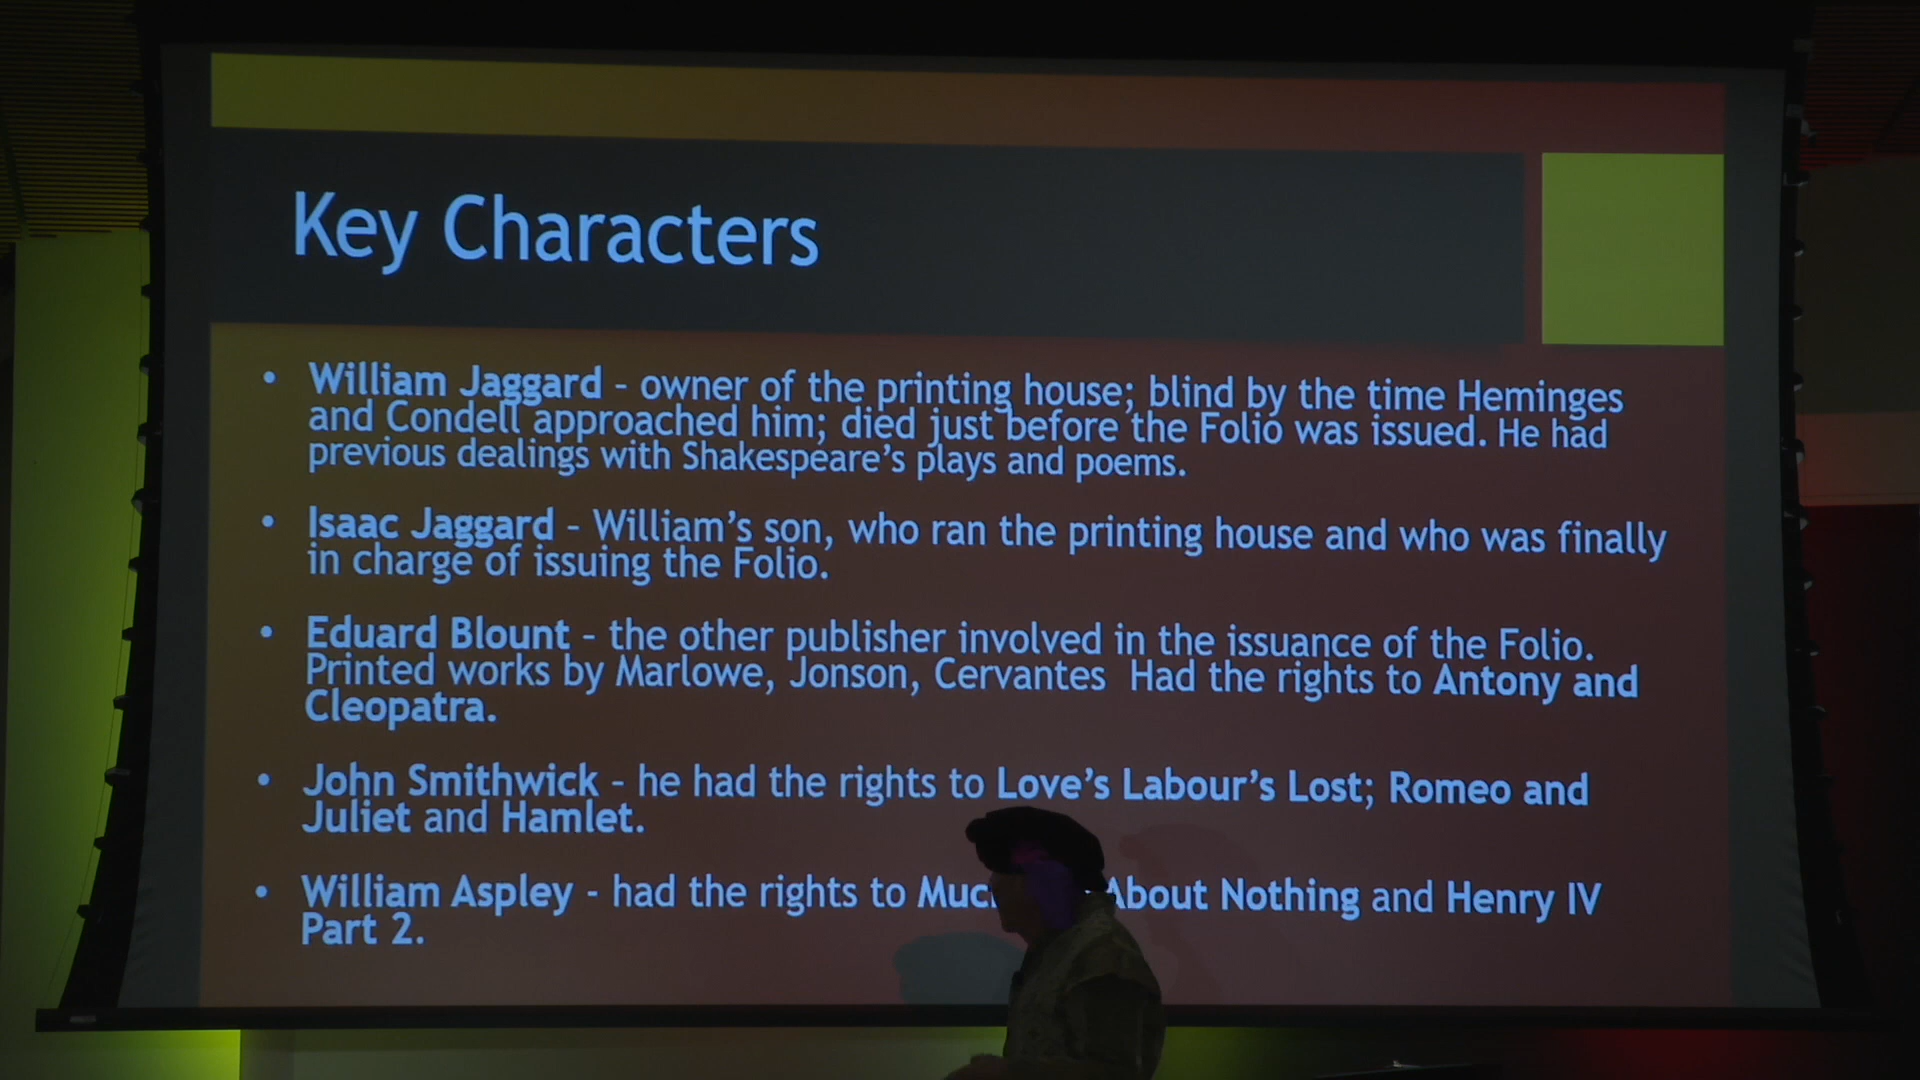 Key Characters
• William Jaggard - owner of the printing house; blind by the time Heminges
and Condell approached him; died just before the Folio was issued. He had
previous dealings with Shakespeare's plays and poems.
• Isaac Jaggard - William's son, who ran the printing house and who was finally
in charge of issuing the Folio.
• Eduard Blount - the other publisher involved in the issuance of the Folio.
Printed works by Marlowe, Jonson, Cervantes Had the rights to Antony and
Cleopatra.
• John Smithwick - he had the rights to Love's Labour's Lost; Romeo and
Juliet and Hamlet.
• William Aspley - had the rights to About Nothing and Henry IV
Part 2.